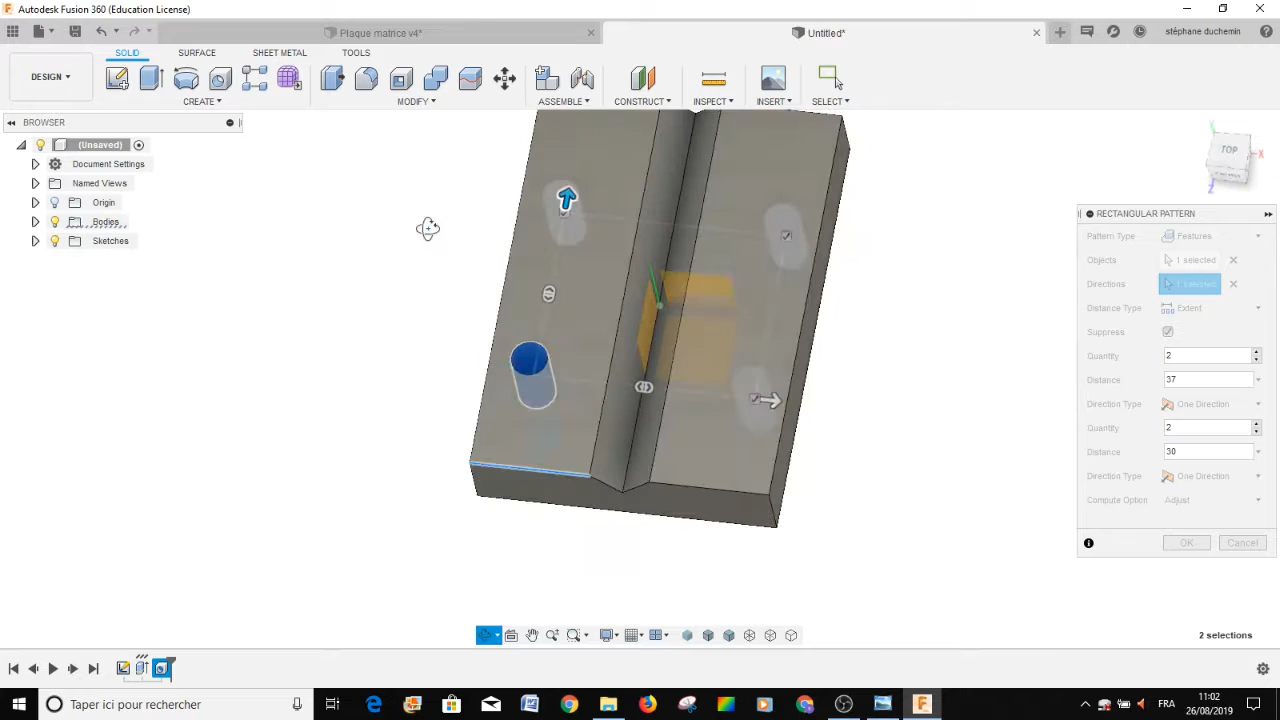 Autodesk Fusion 360 (Education License)
Plaque matrice v4*
Untitled*
stéphane duchemin
DESIGN
SOLID SURFACE SHEET METAL TOOLS
CREATE MODIFY ASSEMBLE CONSTRUCT INSPECT INSERT SELECT
BROWSER
(Unsaved)
Document Settings
Named Views
Origin
Bodies
Sketches
TOP
X
Z
RECTANGULAR PATTERN
Pattern Type Features
Objects 1 selected
Directions 1 selected
Distance Type Extent
Suppress
Quantity 2
Distance 37
Direction Type One Direction
Quantity 2
Distance 30
Direction Type One Direction
Compute Option Adjust
OK Cancel
2 selections
Taper ici pour rechercher
FRA
11:02
26/08/2019